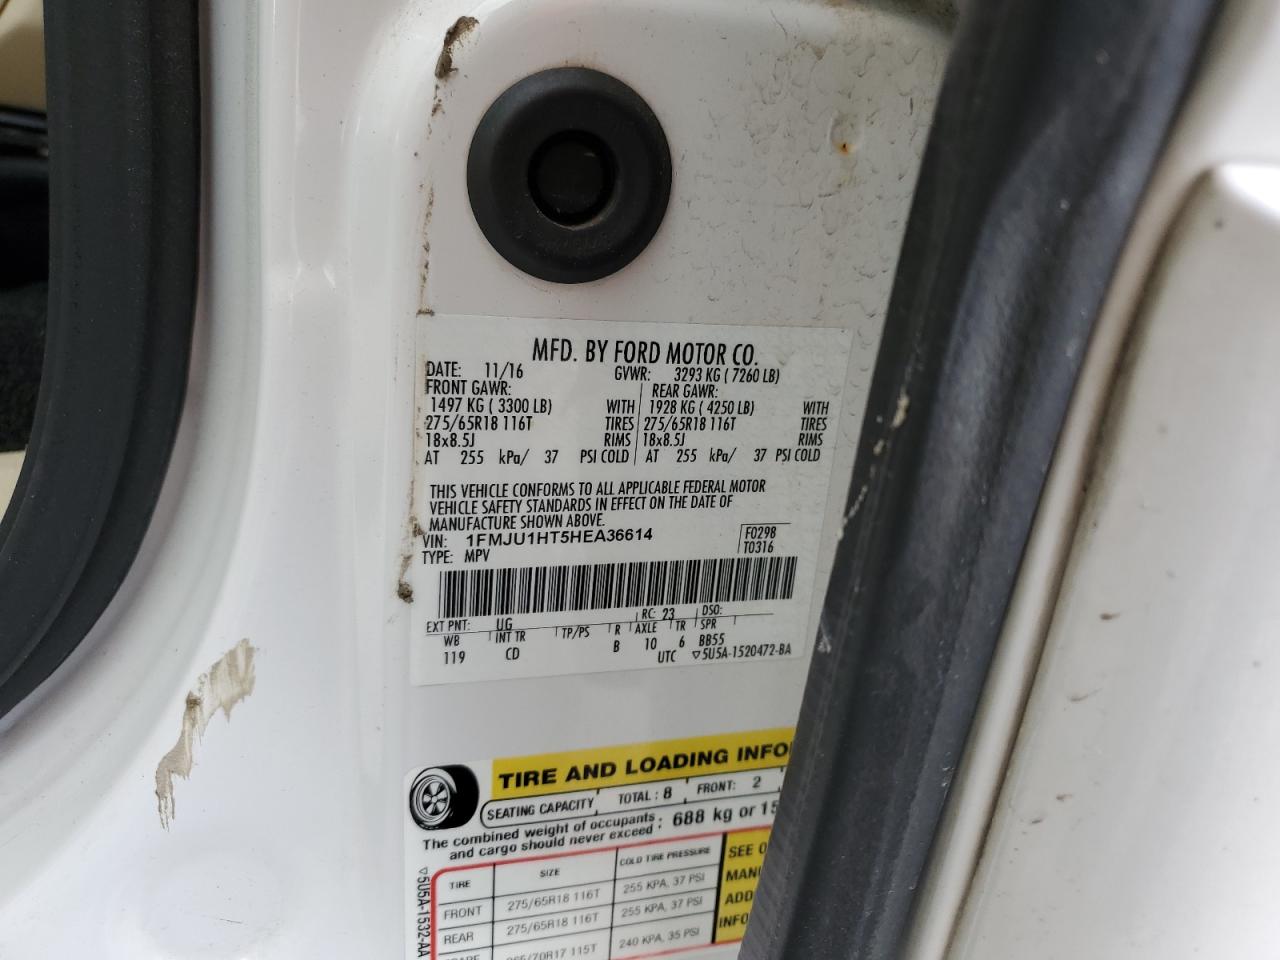 MFD. BY FORD MOTOR CO.
DATE: 11/16 GVWR: 3293 KG ( 7260 LB)
FRONT GAWR: REAR GAWR:
1497 KG ( 3300 LB) WITH 1928 KG ( 4250 LB) WITH
275/65R18 116T TIRES 275/65R18 116T TIRES
18x8.5J RIMS 18x8.5J RIMS
AT 255 kPa/ 37 PSI COLD AT 255 kPa/ 37 PSI COLD
THIS VEHICLE CONFORMS TO ALL APPLICABLE FEDERAL MOTOR
VEHICLE SAFETY STANDARDS IN EFFECT ON THE DATE OF
MANUFACTURE SHOWN ABOVE.
VIN: 1FMJU1HT5HEA36614 F0298
TYPE: MPV T0316
EXT PNT: UG RC: 23 DSO:
WB INT TR TP/PS R AXLE TR SPR
119 CD B 10 6 BB55
UTC ▽5U5A-1520472-BA
TIRE AND LOADING
SEATING CAPACITY TOTAL: 8 FRONT: 2
The combined weight of occupants
and cargo should never exceed : 688 kg or
TIRE SIZE COLD TIRE PRESSURE
FRONT 275/65R18 116T 255 KPA, 37 PSI
REAR 275/65R18 116T 255 KPA, 37 PSI
240 KPA, 35 PSI
SEE
▽5U5A-1532-AA